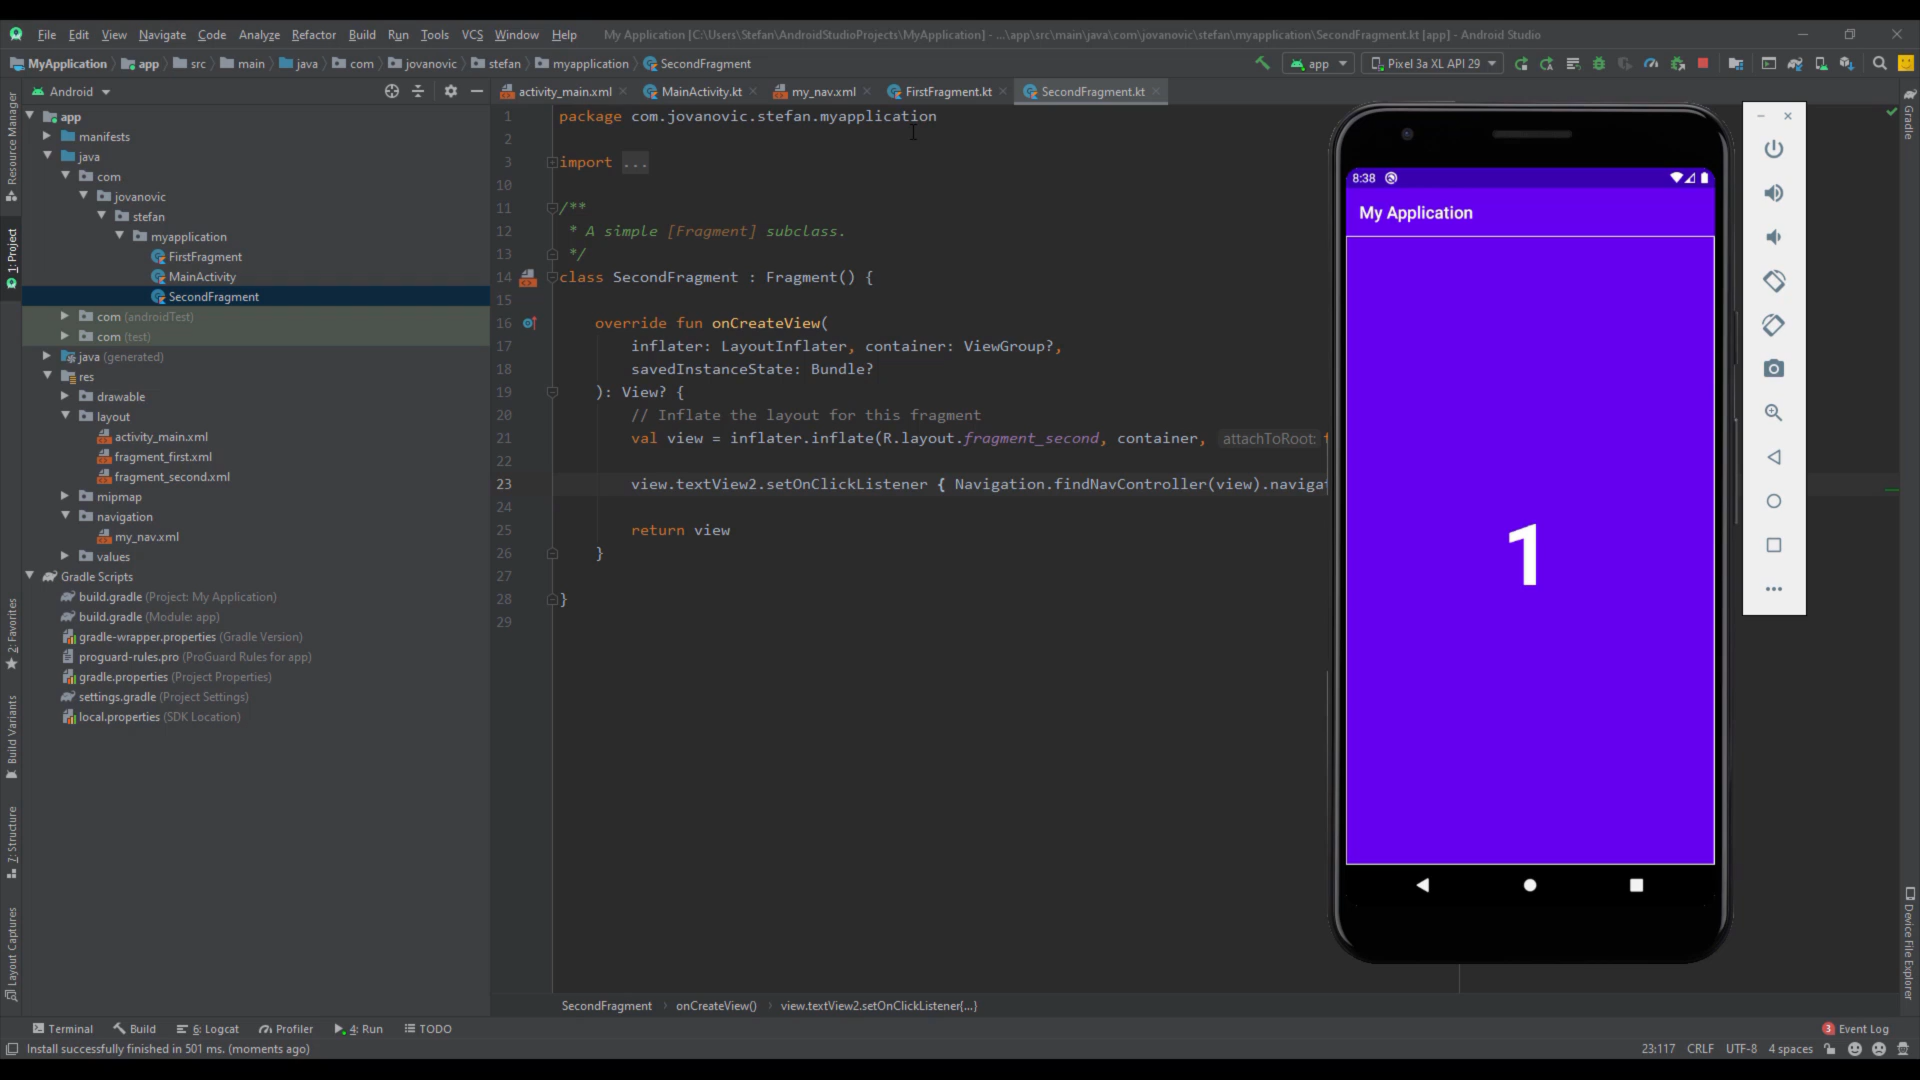 File Edit View Navigate Code Analyze Refactor Build Run Tools VCS Window Help My Application [C:\Users\Stefan\AndroidStudioProjects\MyApplication] - ...\app\src\main\java\com\jovanovic\stefan\myapplication\SecondFragment.kt [app] - Android Studio
MyApplication app src main java com jovanovic stefan myapplication SecondFragment app Pixel 3a XL API 29
Android
activity_main.xml MainActivity.kt my_nav.xml FirstFragment.kt SecondFragment.kt
Resource Manager
1: Project
2: Favorites
Build Variants
7: Structure
Layout Captures
app
manifests
java
com
jovanovic
stefan
myapplication
FirstFragment
MainActivity
SecondFragment
com (androidTest)
com (test)
java (generated)
res
drawable
layout
activity_main.xml
fragment_first.xml
fragment_second.xml
mipmap
navigation
my_nav.xml
values
Gradle Scripts
build.gradle (Project: My Application)
build.gradle (Module: app)
gradle-wrapper.properties (Gradle Version)
proguard-rules.pro (ProGuard Rules for app)
gradle.properties (Project Properties)
settings.gradle (Project Settings)
local.properties (SDK Location)
1 package com.jovanovic.stefan.myapplication
2
3 import ...
10
11 /**
12 * A simple [Fragment] subclass.
13 */
14 class SecondFragment : Fragment() {
15
16 override fun onCreateView(
17 inflater: LayoutInflater, container: ViewGroup?,
18 savedInstanceState: Bundle?
19 ): View? {
20 // Inflate the layout for this fragment
21 val view = inflater.inflate(R.layout.fragment_second, container, attachToRoot:
22
23 view.textView2.setOnClickListener { Navigation.findNavController(view).navigat
24
25 return view
26 }
27
28 }
29
8:38
My Application
1
Gradle
Device File Explorer
SecondFragment onCreateView() view.textView2.setOnClickListener{...}
Terminal Build 6: Logcat Profiler 4: Run TODO 3 Event Log
Install successfully finished in 501 ms. (moments ago) 23:117 CRLF UTF-8 4 spaces